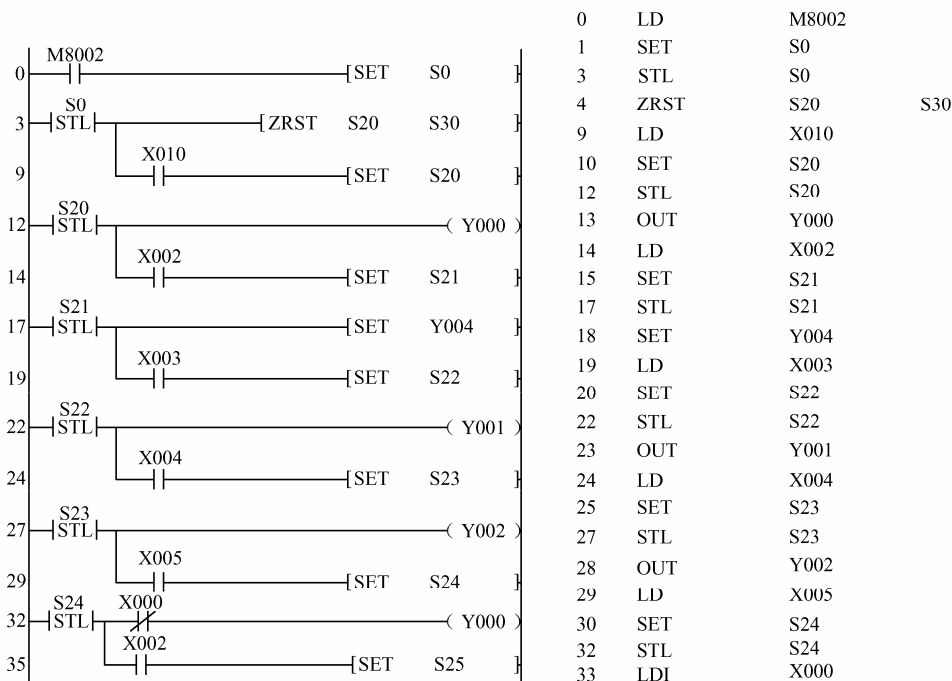 M8002
0 [SET S0 ]
S0
3 STL [ZRST S20 S30 ]
X010
9 [SET S20 ]
S20
12 STL ( Y000 )
X002
14 [SET S21 ]
S21
17 STL [SET Y004 ]
X003
19 [SET S22 ]
S22
22 STL ( Y001 )
X004
24 [SET S23 ]
S23
27 STL ( Y002 )
X005
29 [SET S24 ]
S24 X000
32 STL ( Y000 )
X002
35 [SET S25 ]
0 LD M8002
1 SET S0
3 STL S0
4 ZRST S20 S30
9 LD X010
10 SET S20
12 STL S20
13 OUT Y000
14 LD X002
15 SET S21
17 STL S21
18 SET Y004
19 LD X003
20 SET S22
22 STL S22
23 OUT Y001
24 LD X004
25 SET S23
27 STL S23
28 OUT Y002
29 LD X005
30 SET S24
32 STL S24
33 LDI X000